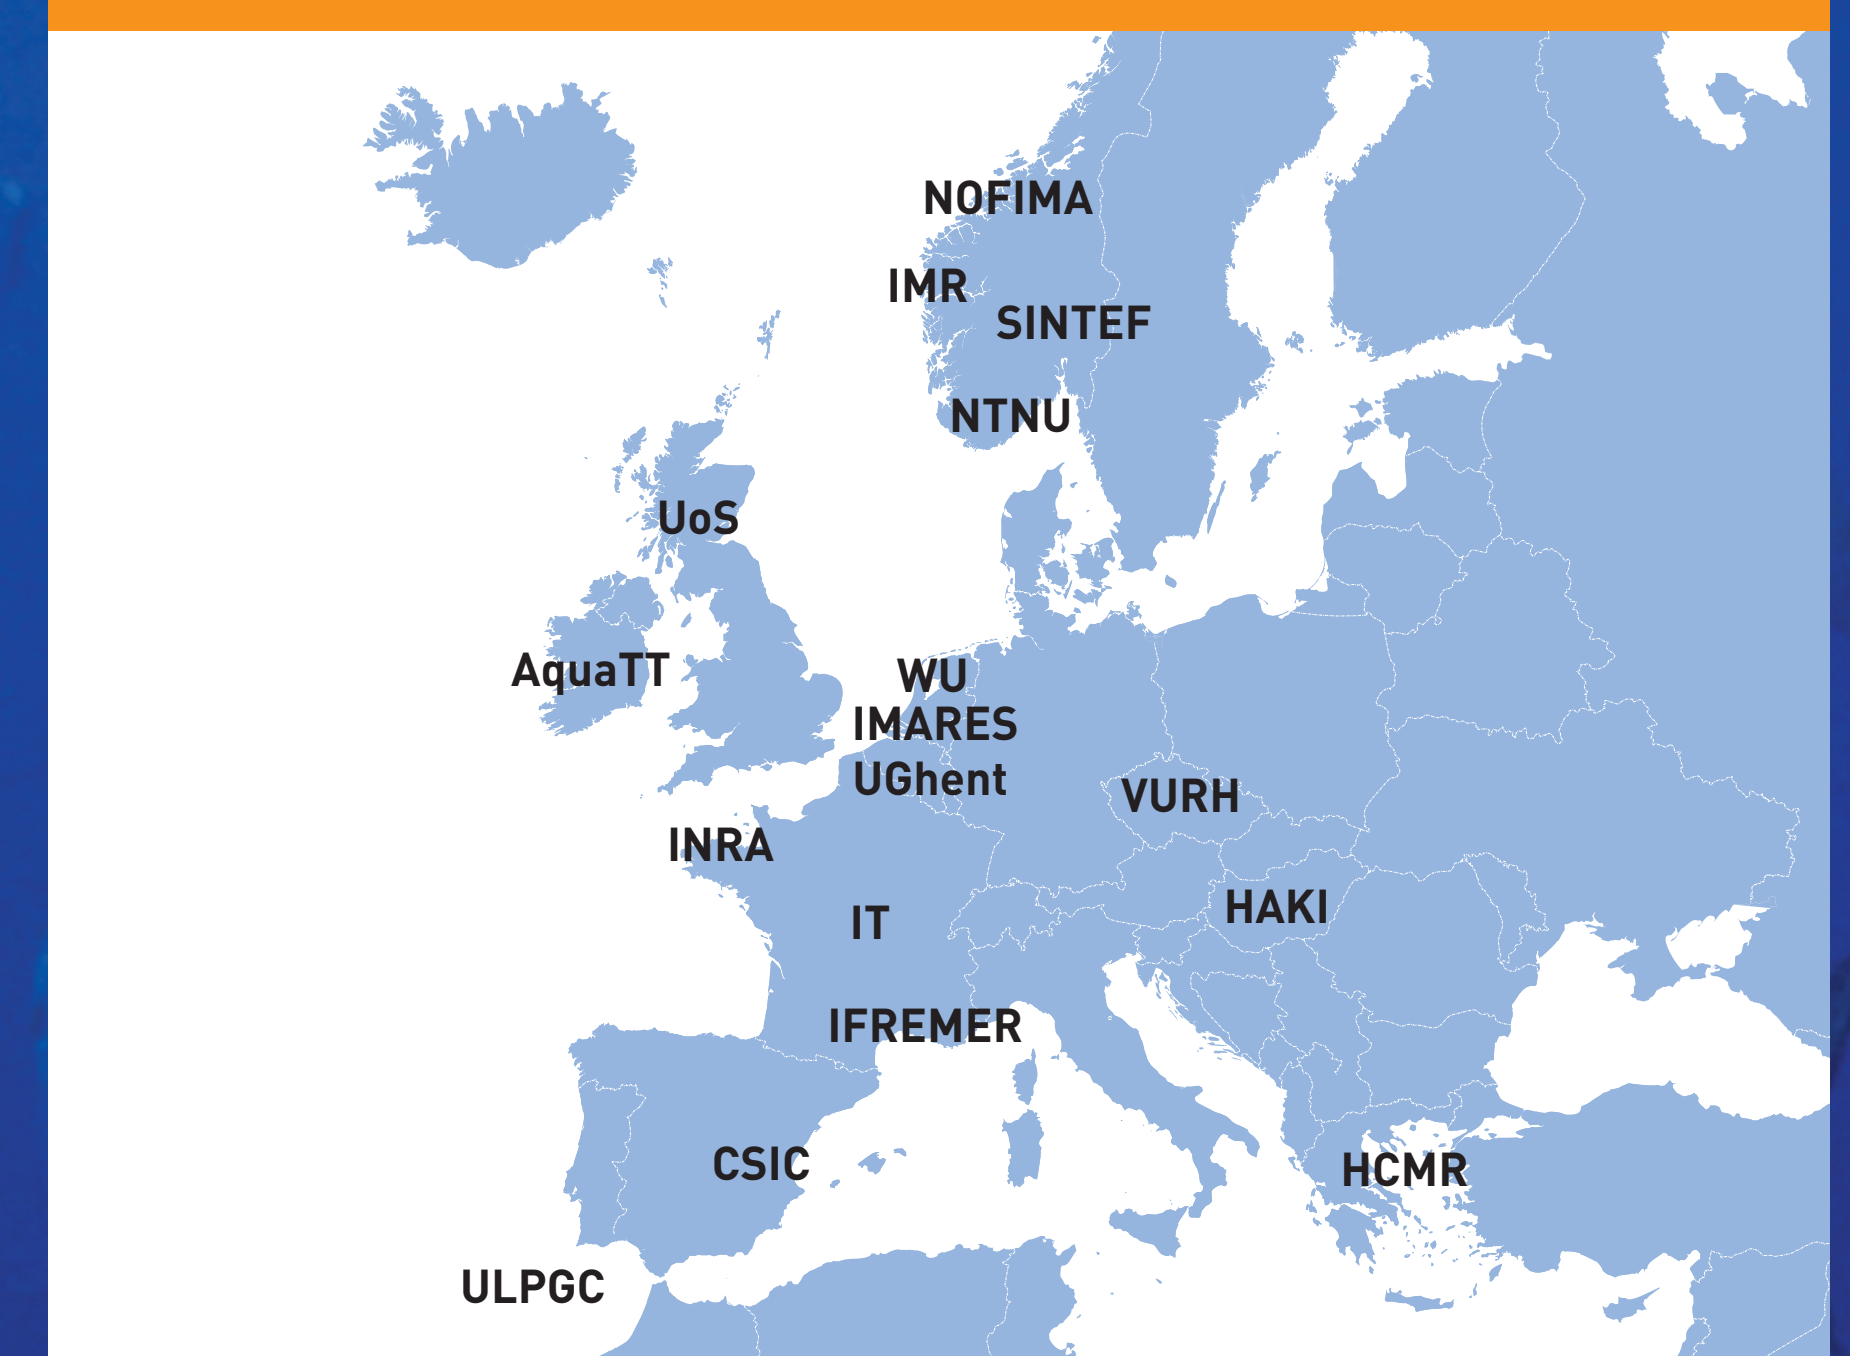 NOFIMA
IMR
SINTEF
NTNU
UoS
AquaTT
WU
IMARES
UGhent
VURH
INRA
HAKI
IT
IFREMER
CSIC
HCMR
ULPGC